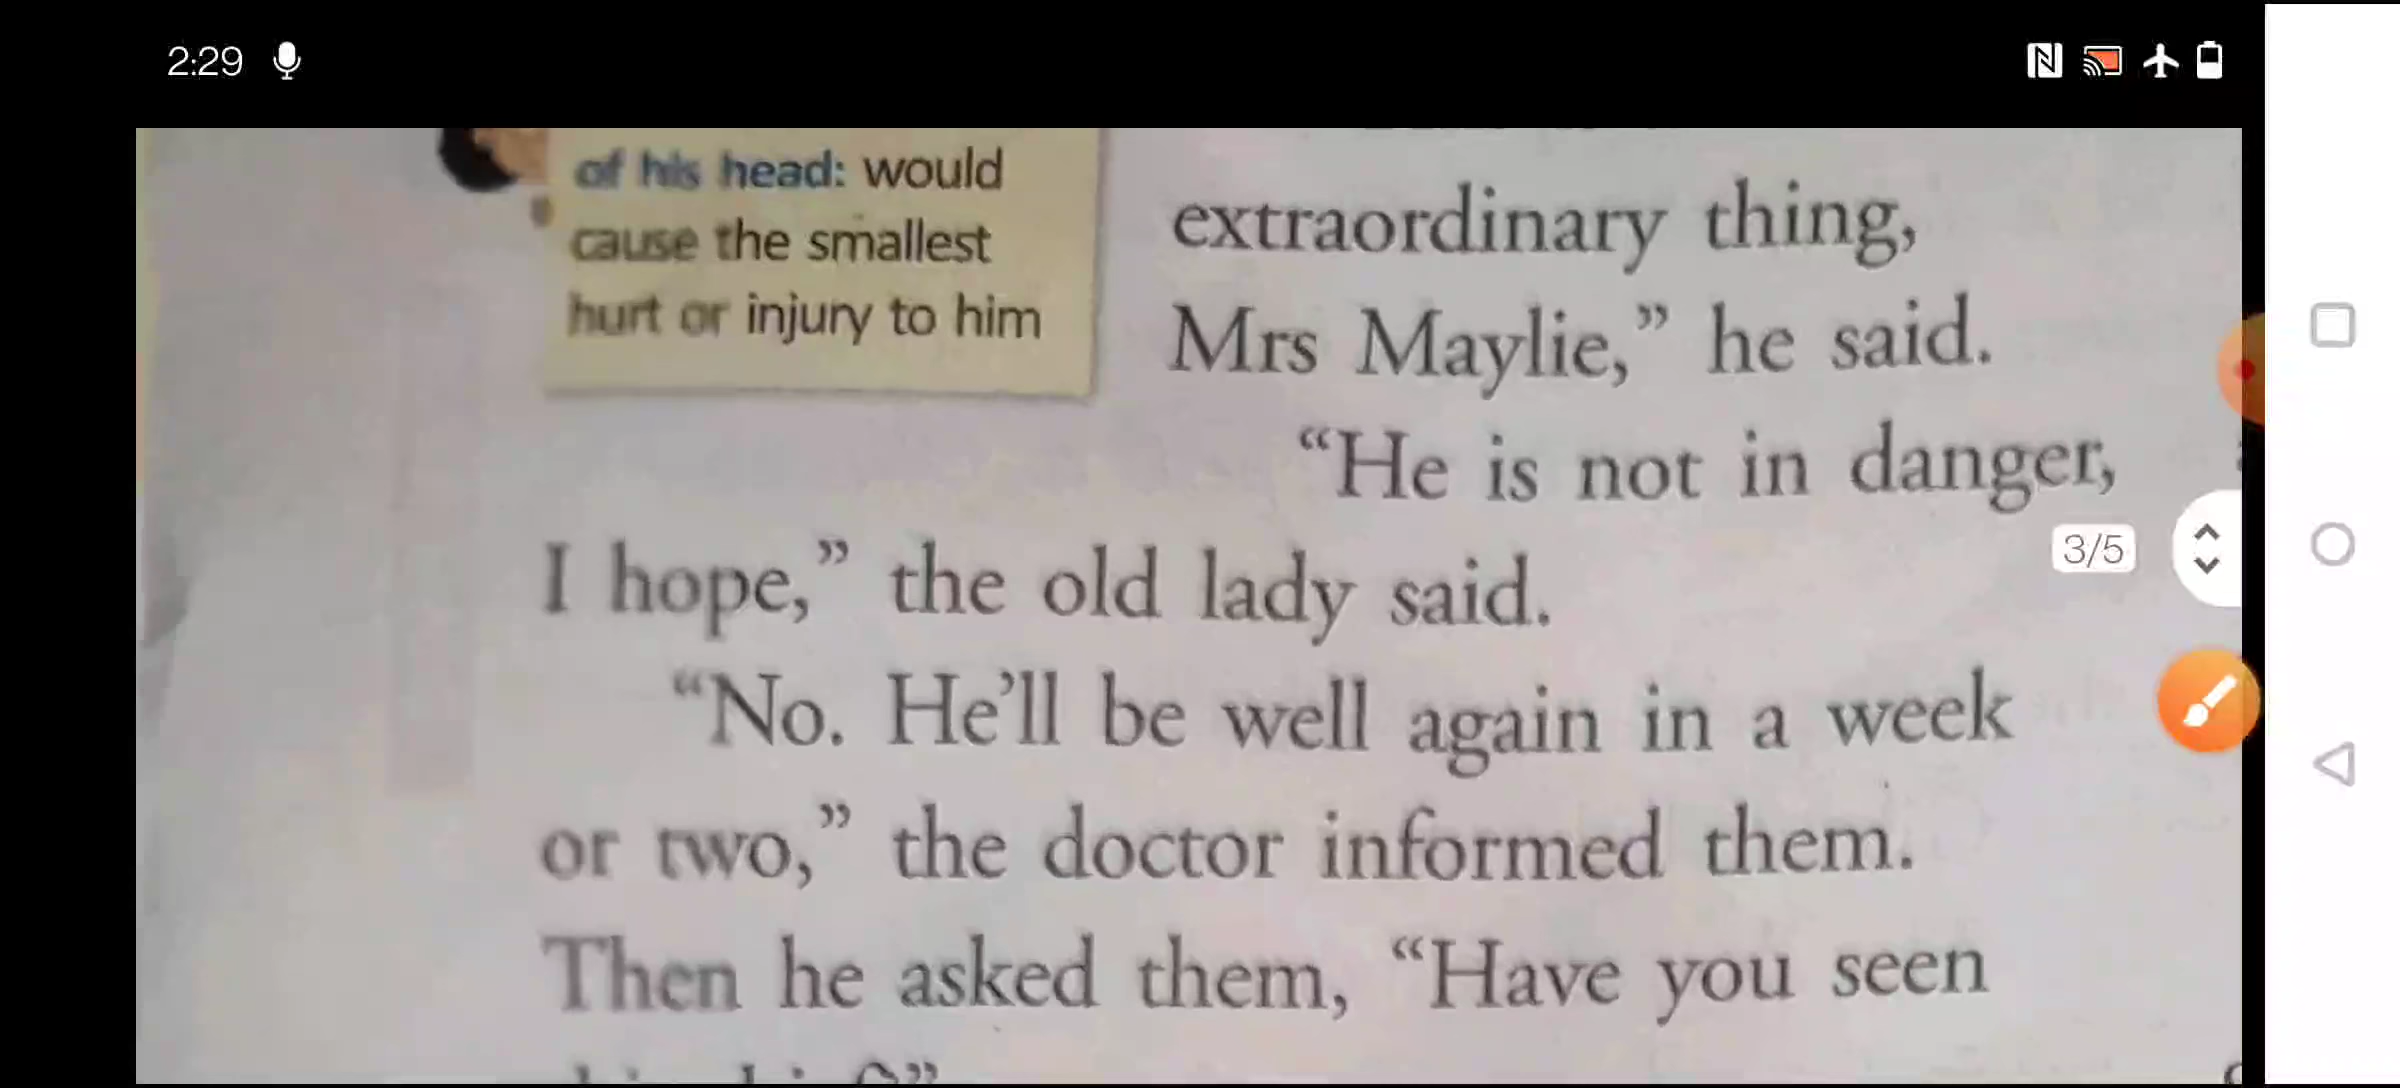 2:29
of his head: would
cause the smallest
hurt or injury to him
extraordinary thing,
Mrs Maylie,” he said.
“He is not in danger,
I hope,” the old lady said.
“No. He’ll be well again in a week
or two,” the doctor informed them.
Then he asked them, “Have you seen
3/5